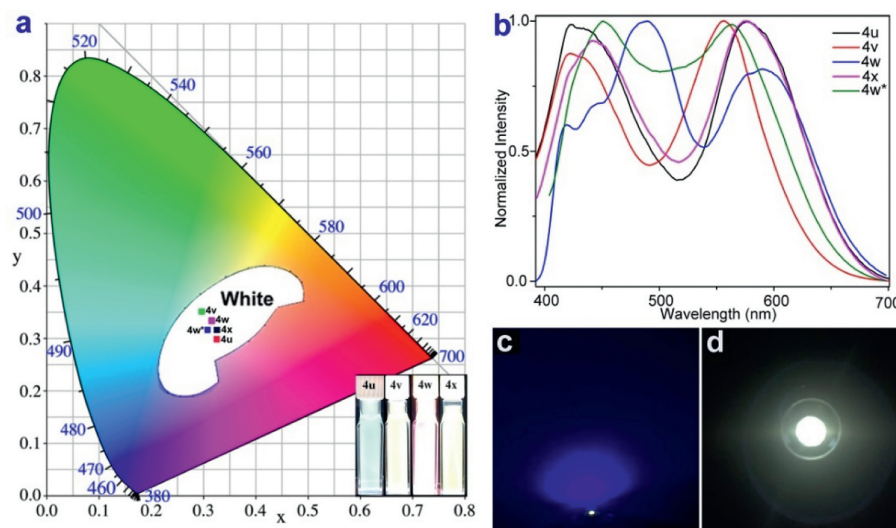 a
520
540
560
580
600
620
700
500
490
480
470
460
380
0.8
0.7
0.6
0.5
0.4
0.3
0.2
0.1
0.0
y
0.0
0.1
0.2
0.3
0.4
0.5
0.6
0.7
0.8
x
White
4v
4w
4w* 4x
4u
4u 4v 4w 4x
b
1.0
0.5
0.0
Normalized Intensity
400 500 600 700
Wavelength (nm)
4u
4v
4w
4x
4w*
c
d